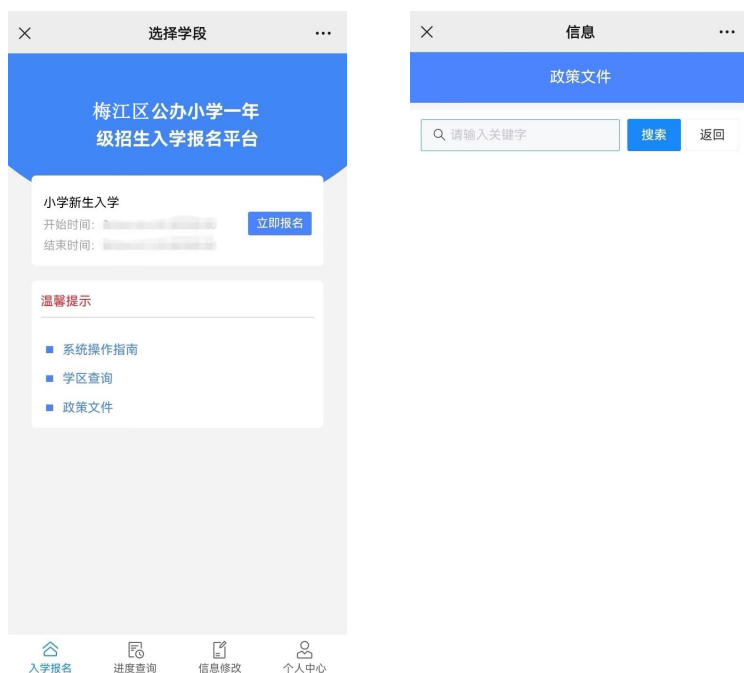 选择学段
梅江区公办小学一年
级招生入学报名平台
小学新生入学
开始时间:
立即报名
结束时间:
温馨提示
系统操作指南
学区查询
政策文件
入学报名
进度查询
信息修改
个人中心
信息
政策文件
请输入关键字
搜索
返回